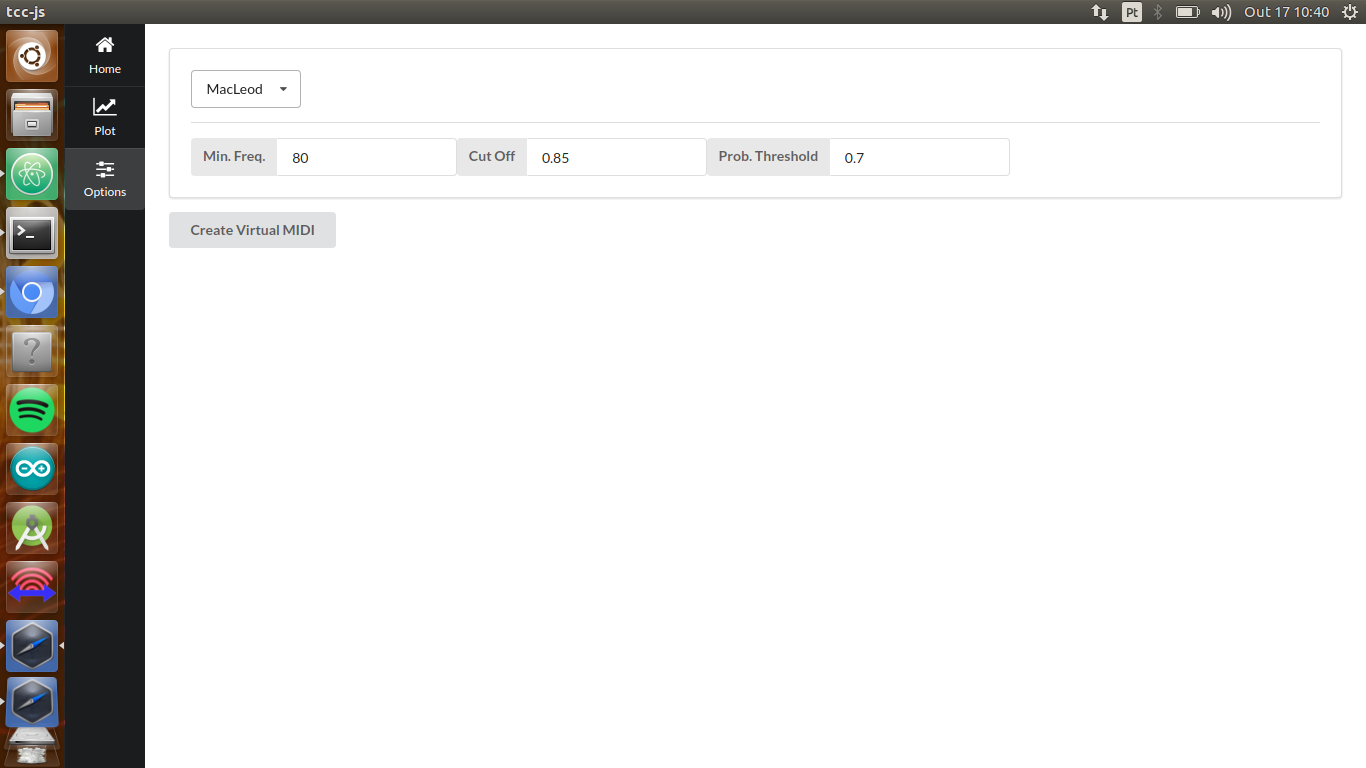 tcc-js
Pt
Out 17 10:40
Home
Plot
Options
MacLeod
Min. Freq. 80 Cut Off 0.85 Prob. Threshold 0.7
Create Virtual MIDI